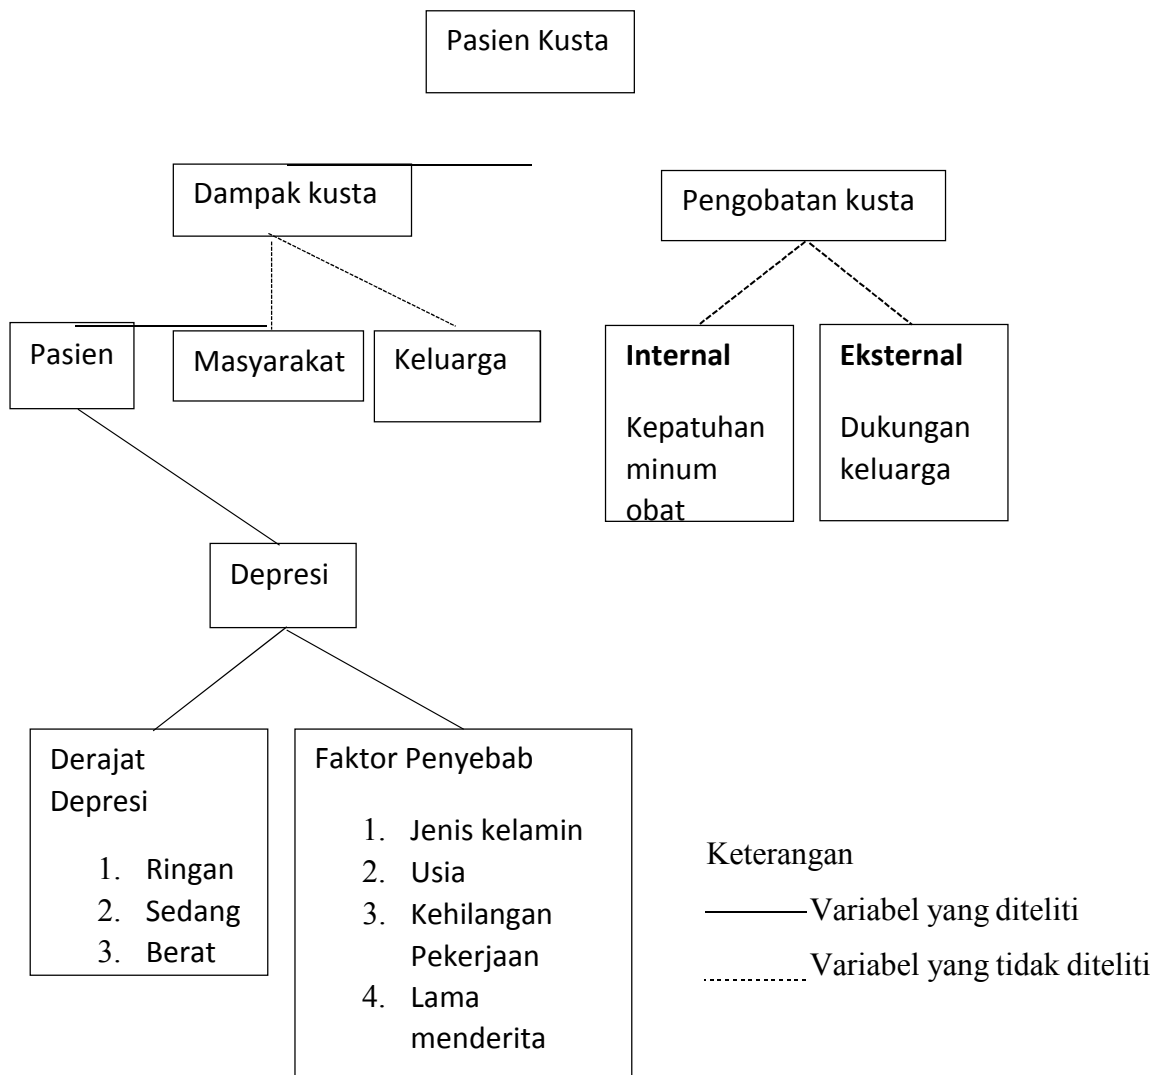 Pasien Kusta
Dampak kusta
Pengobatan kusta
Pasien
Masyarakat
Keluarga
Internal
Kepatuhan
minum
obat
Eksternal
Dukungan
keluarga
Depresi
Derajat
Depresi
1. Ringan
2. Sedang
3. Berat
Faktor Penyebab
1. Jenis kelamin
2. Usia
3. Kehilangan
Pekerjaan
4. Lama
menderita
Keterangan
Variabel yang diteliti
Variabel yang tidak diteliti